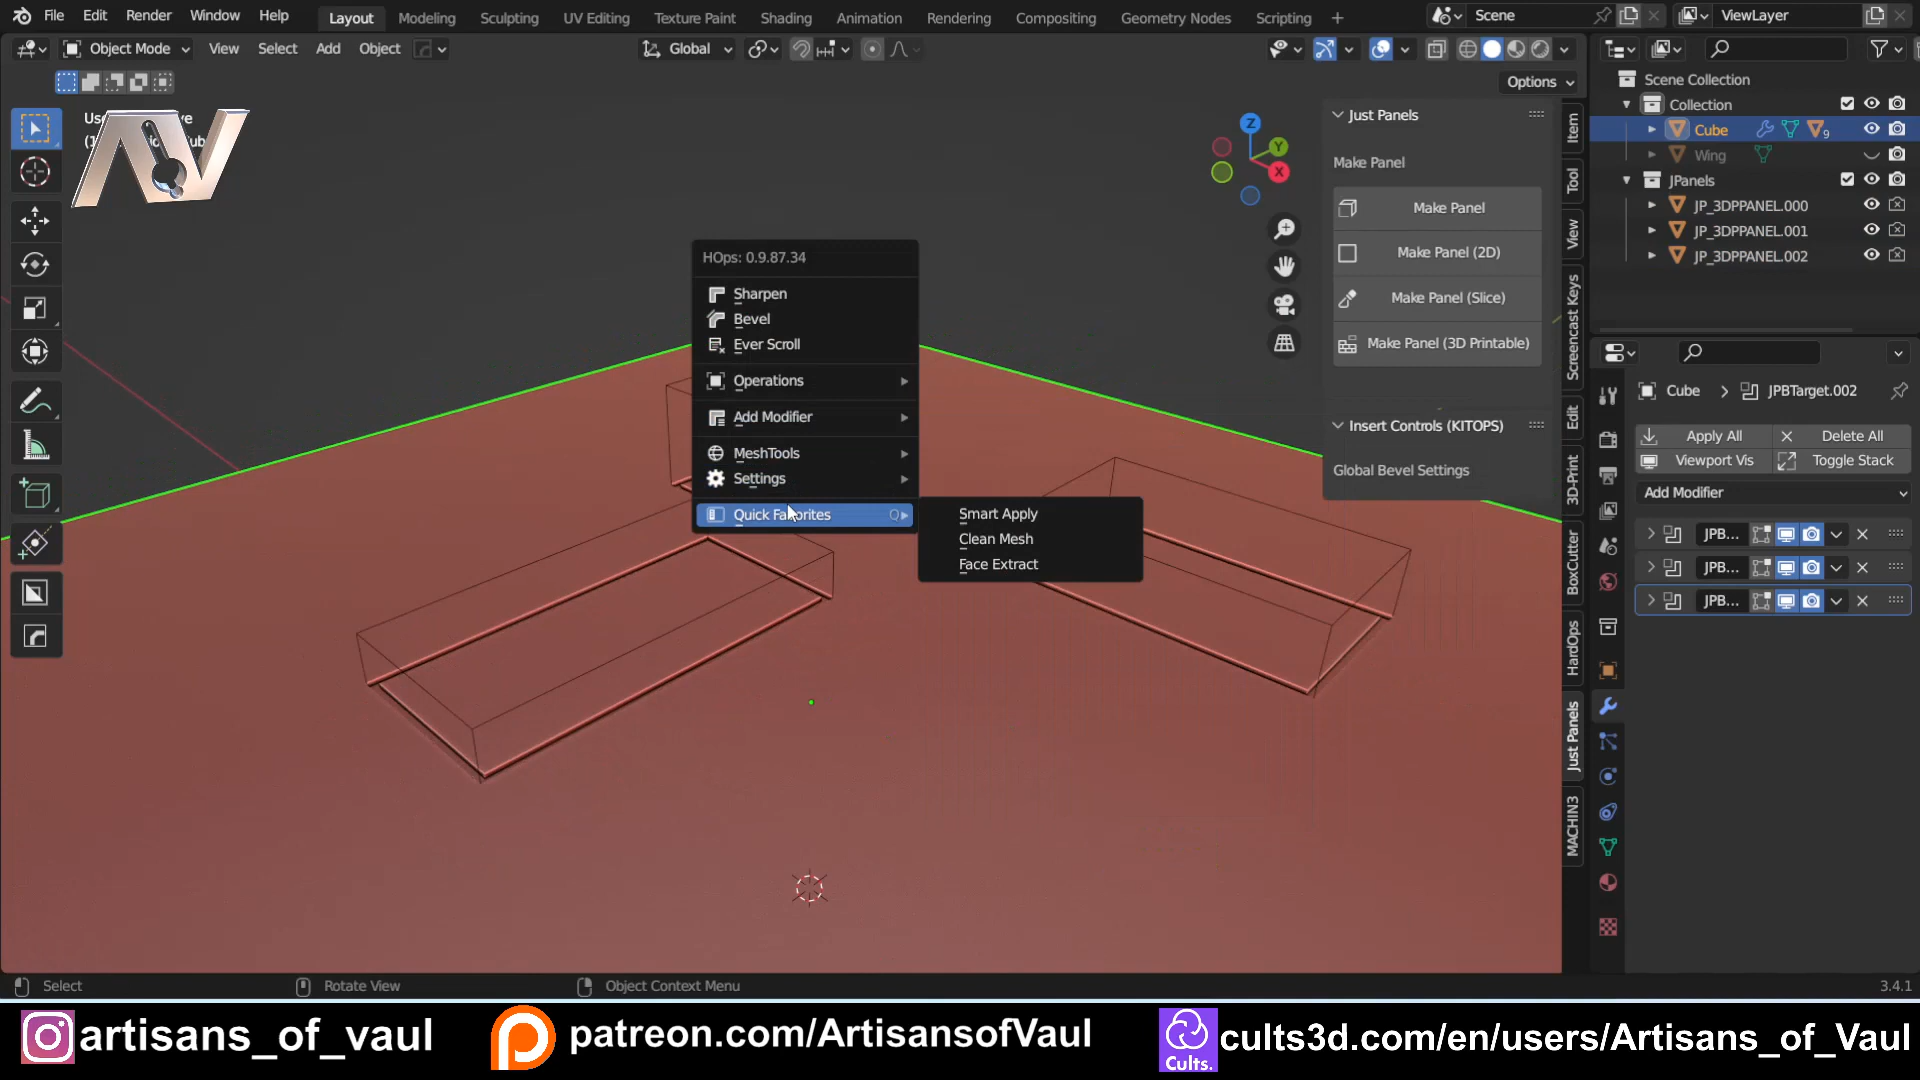 File Edit Render Window Help Layout Modeling Sculpting UV Editing Texture Paint Shading Animation Rendering Compositing Geometry Nodes Scripting + Scene ViewLayer
Object Mode View Select Add Object Global
Options
Just Panels
Make Panel
Make Panel
Make Panel (2D)
Make Panel (Slice)
Make Panel (3D Printable)
Insert Controls (KITOPS)
Global Bevel Settings
Z
Y
X
AV
HOps: 0.9.87.34
Sharpen
Bevel
Ever Scroll
Operations
Add Modifier
MeshTools
Settings
Quick Favorites Q
Smart Apply
Clean Mesh
Face Extract
Item
Tool
View
Screencast Keys
Edit
3D-Print
BoxCutter
HardOps
Just Panels
MACHIN3
Scene Collection
Collection
Cube 9
Wing
JPanels
JP_3DPPANEL.000
JP_3DPPANEL.001
JP_3DPPANEL.002
Cube > JPBTarget.002
Apply All Delete All
Viewport Vis Toggle Stack
Add Modifier
JPB...
JPB...
JPB...
Select Rotate View Object Context Menu 3.4.1
artisans_of_vaul patreon.com/ArtisansofVaul Cults. cults3d.com/en/users/Artisans_of_Vaul